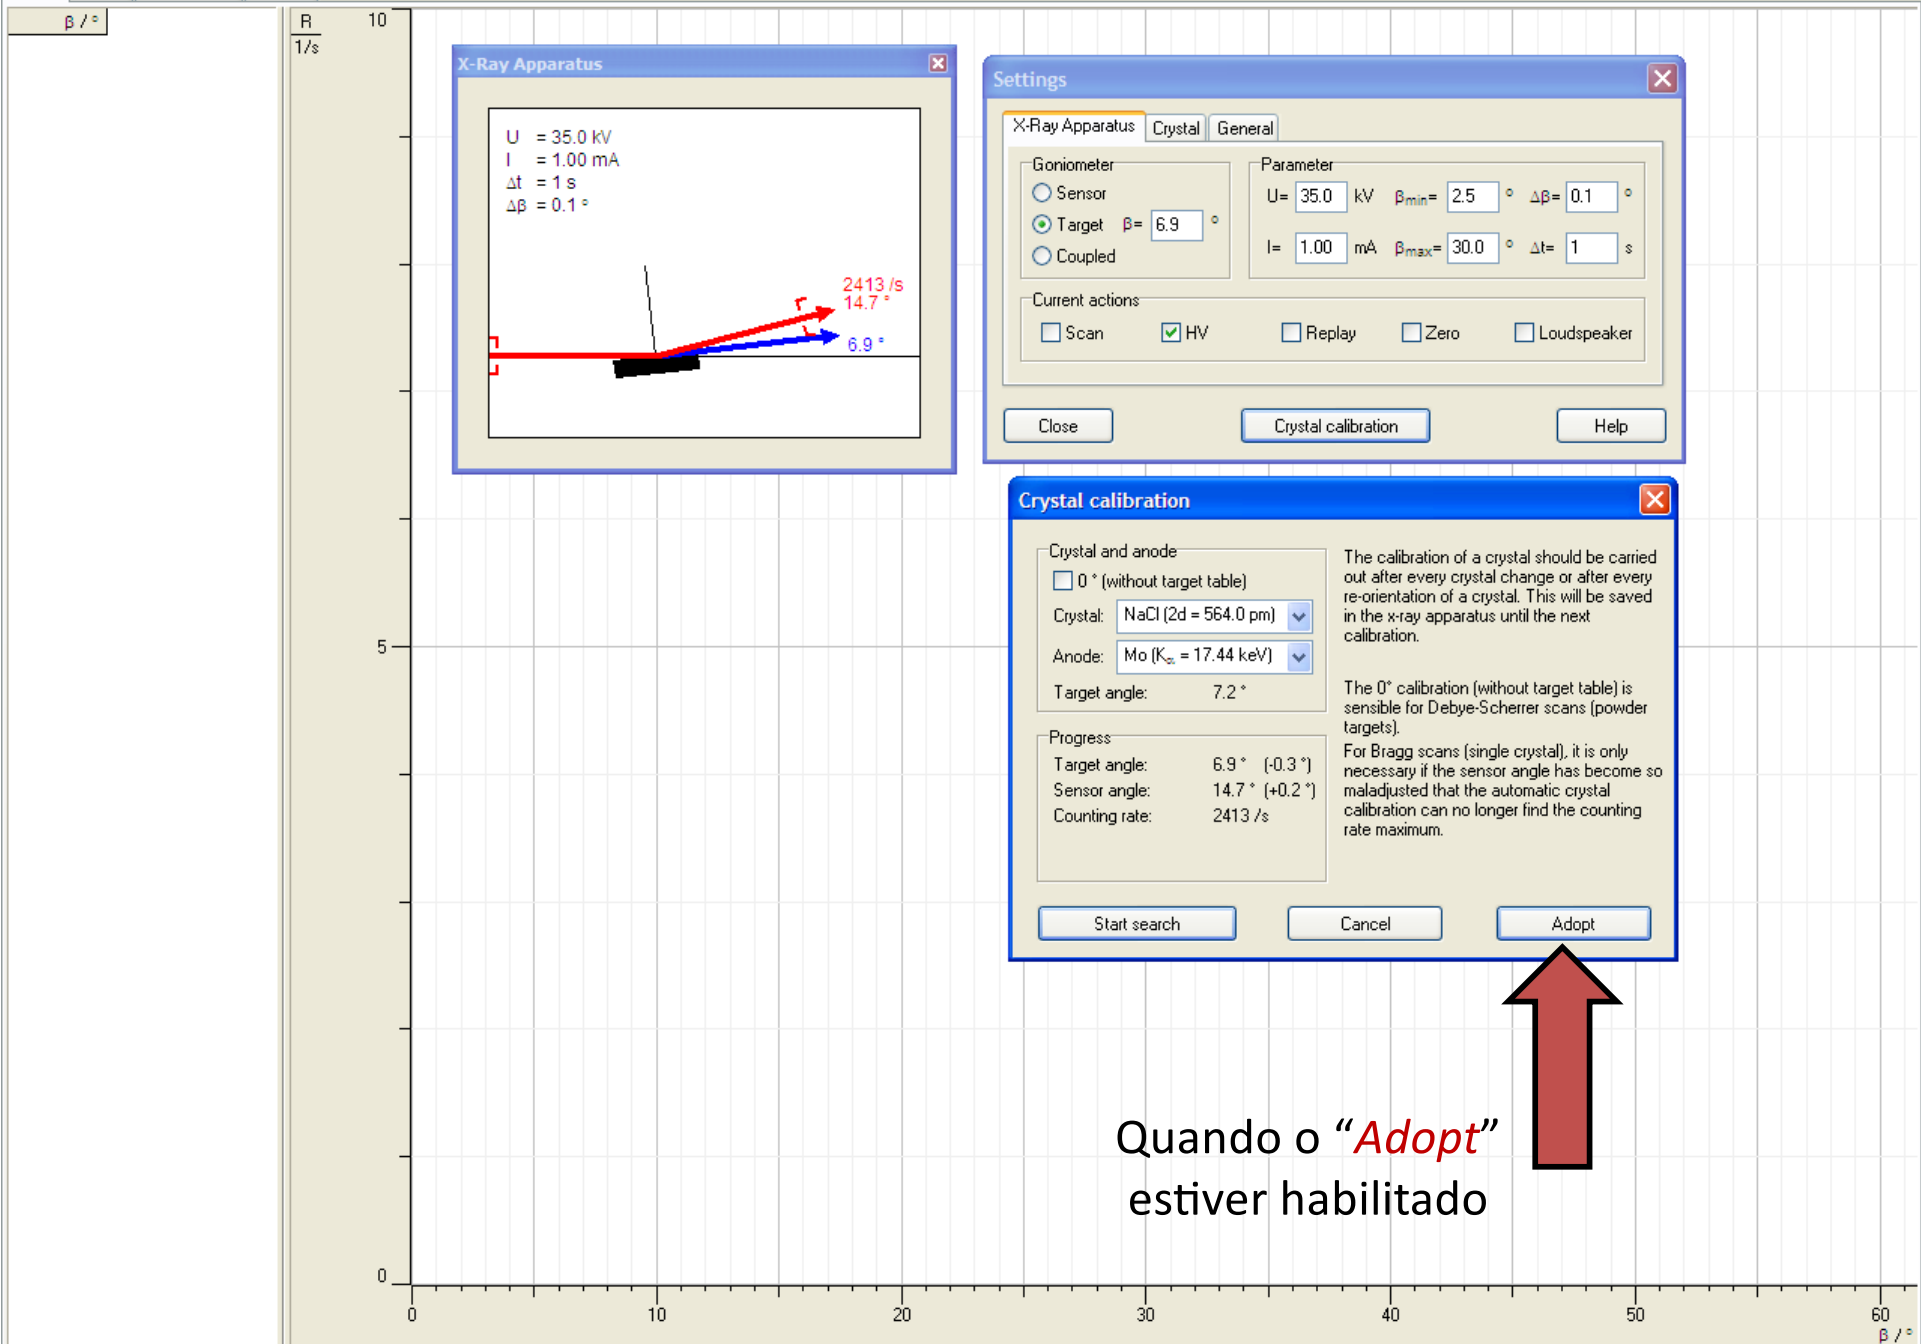 β / °
R
1/s
10
5
0
0
10
20
30
40
50
60
β / °
X-Ray Apparatus
U = 35.0 kV
I = 1.00 mA
Δt = 1 s
Δβ = 0.1 °
2413 /s
14.7 °
6.9 °
Settings
X-Ray Apparatus Crystal General
Goniometer
Sensor
Target β= 6.9 °
Coupled
Parameter
U= 35.0 kV βmin= 2.5 ° Δβ= 0.1 °
I= 1.00 mA βmax= 30.0 ° Δt= 1 s
Current actions
Scan HV Replay Zero Loudspeaker
Close Crystal calibration Help
Crystal calibration
Crystal and anode
0 ° (without target table)
Crystal: NaCl (2d = 564.0 pm)
Anode: Mo (Kα = 17.44 keV)
Target angle: 7.2 °
Progress
Target angle: 6.9 ° (-0.3 °)
Sensor angle: 14.7 ° (+0.2 °)
Counting rate: 2413 /s
The calibration of a crystal should be carried
out after every crystal change or after every
re-orientation of a crystal. This will be saved
in the x-ray apparatus until the next
calibration.
The 0° calibration (without target table) is
sensible for Debye-Scherrer scans (powder
targets).
For Bragg scans (single crystal), it is only
necessary if the sensor angle has become so
maladjusted that the automatic crystal
calibration can no longer find the counting
rate maximum.
Start search Cancel Adopt
Quando o “Adopt”
estiver habilitado